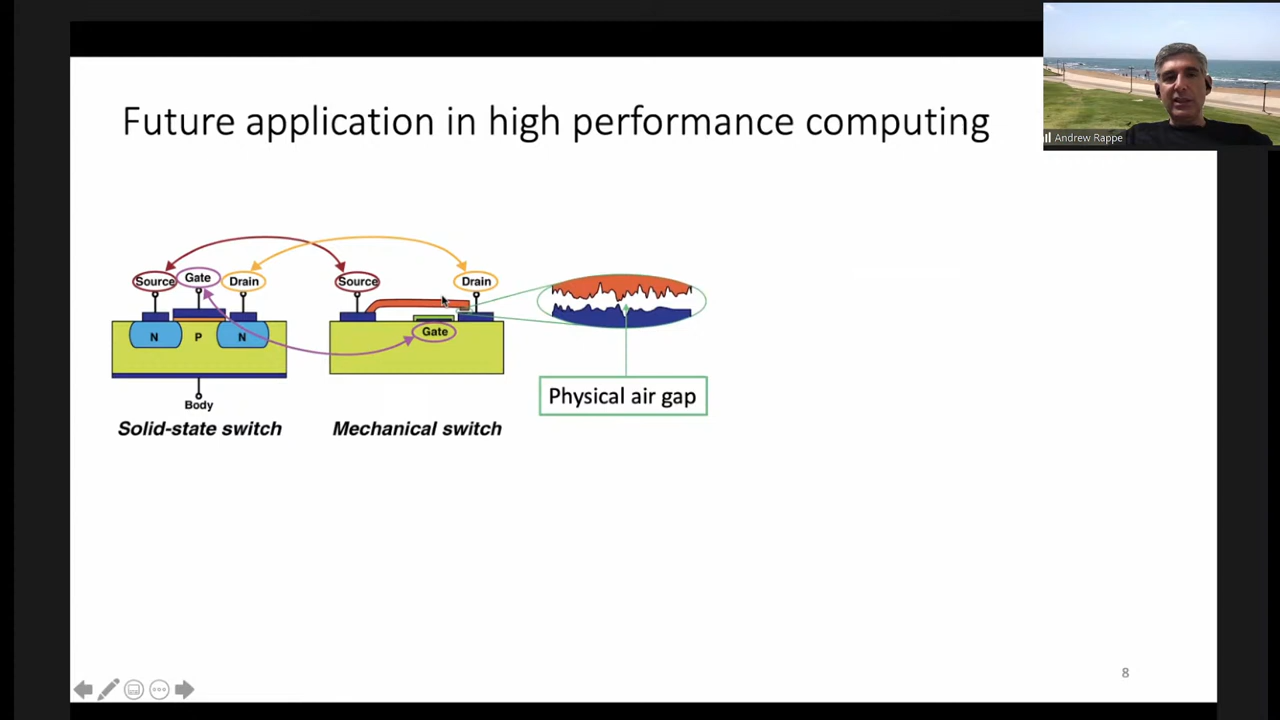 Future application in high performance computing
Andrew Rappe
Source Gate Drain
Source Drain
N P N
Gate
Body
Physical air gap
Solid-state switch
Mechanical switch
8